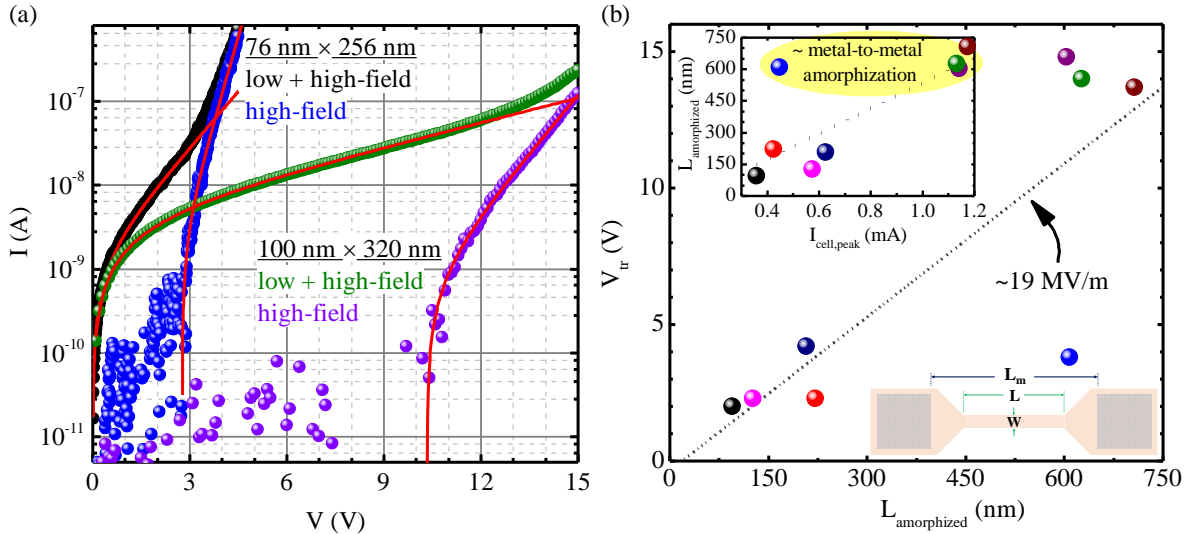 (a)
76 nm × 256 nm
low + high-field
high-field
100 nm × 320 nm
low + high-field
high-field
10⁻⁷
10⁻⁸
10⁻⁹
10⁻¹⁰
10⁻¹¹
I (A)
0 3 6 9 12 15
V (V)
(b)
15
10
5
0
V_tr (V)
750
600
450
300
150
0
L_amorphized (nm)
~ metal-to-metal
amorphization
0.4 0.6 0.8 1.0 1.2
I_cell,peak (mA)
~19 MV/m
L_m
L
W
0 150 300 450 600 750
L_amorphized (nm)